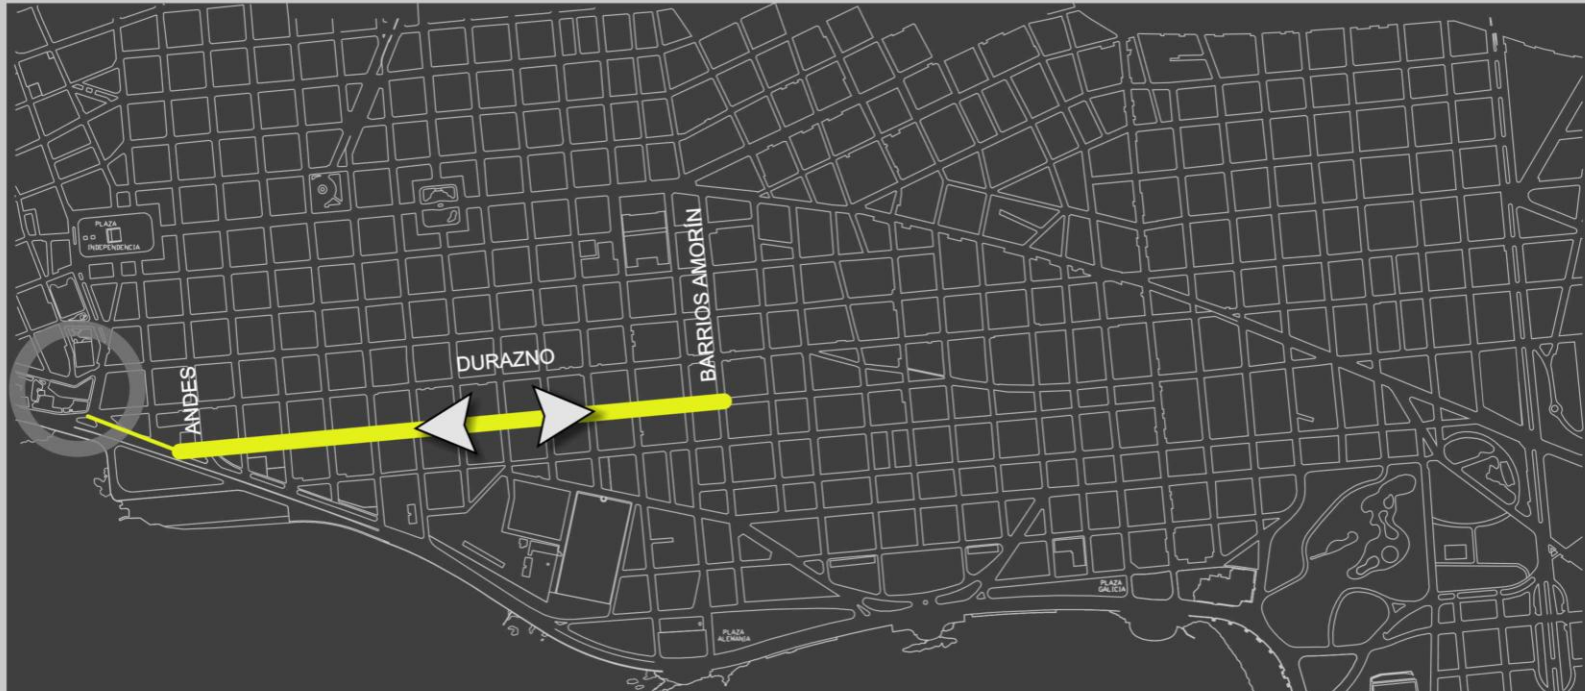 PLAZA
INDEPENDENCIA
BARRIOS AMORÍN
DURAZNO
ANDES
PLAZA
GALICIA
PLAZA
ALEMANIA